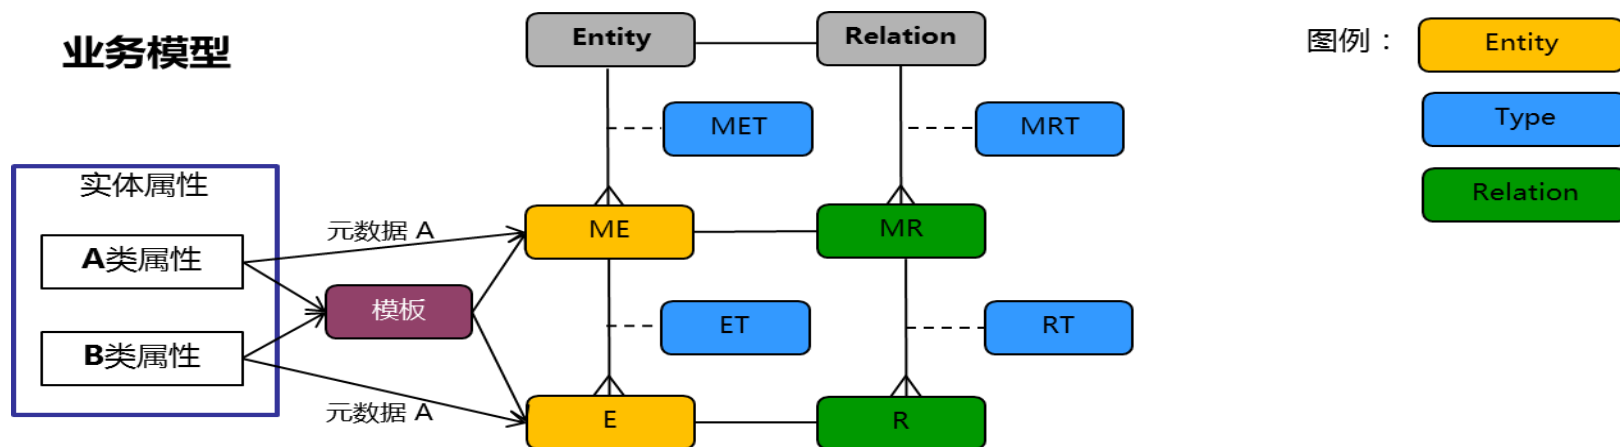 业务模型
Entity
Relation
图例：
Entity
MET
MRT
Type
实体属性
Relation
元数据 A
ME
MR
A类属性
模板
ET
RT
B类属性
元数据 A
E
R